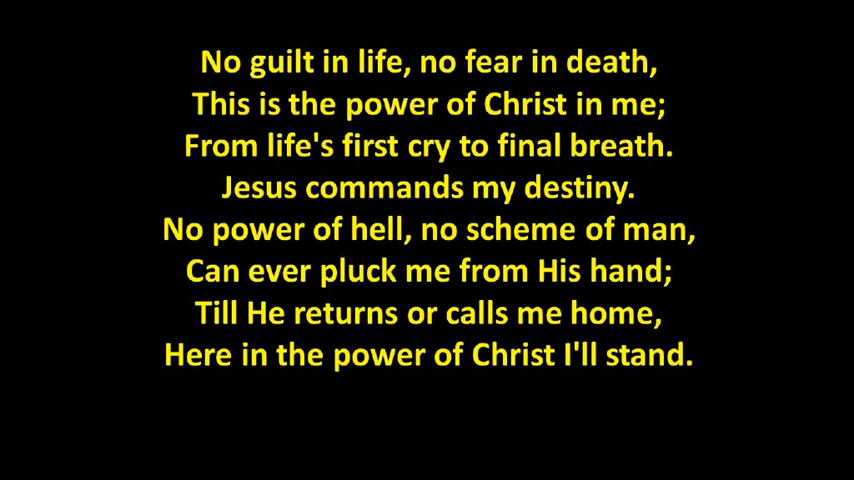 No guilt in life, no fear in death,
This is the power of Christ in me;
From life's first cry to final breath.
Jesus commands my destiny.
No power of hell, no scheme of man,
Can ever pluck me from His hand;
Till He returns or calls me home,
Here in the power of Christ I'll stand.